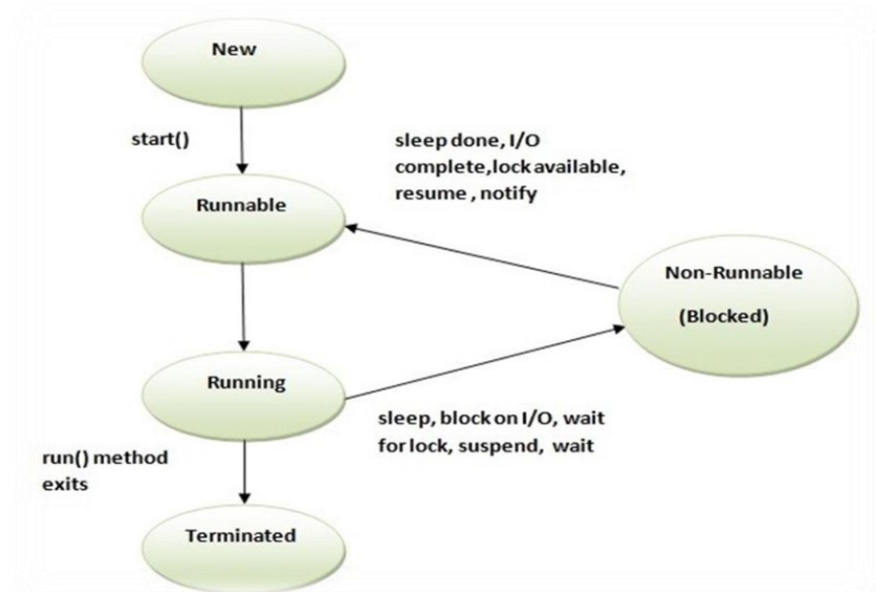 New
start()
sleep done, I/O
complete,lock available,
resume , notify
Runnable
Non-Runnable
(Blocked)
Running
sleep, block on I/O, wait
for lock, suspend, wait
run() method
exits
Terminated